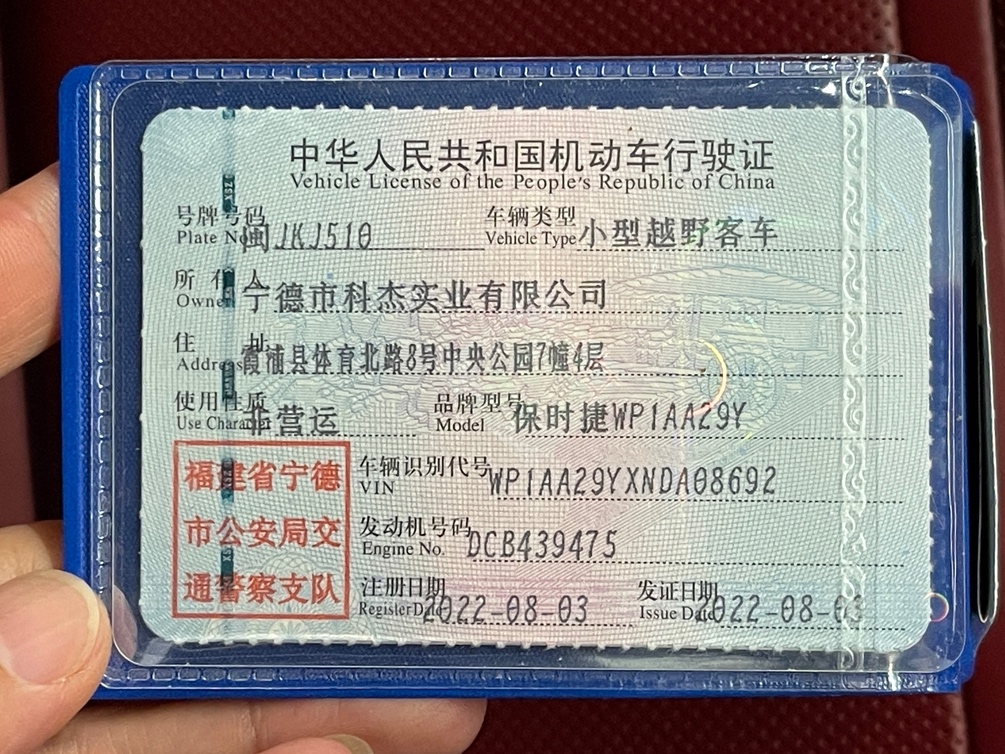 中华人民共和国机动车行驶证
Vehicle License of the People's Republic of China
号牌号码 闽JKJ510 车辆类型 小型越野客车
Plate No. Vehicle Type
所有人 宁德市科杰实业有限公司
Owner
住址 霞浦县体育北路8号中央公园7幢4层
Address
使用性质 非营运 品牌型号 保时捷WP1AA29Y
Use Character Model
福建省宁德
市公安局交
通警察支队
车辆识别代号 WP1AA29YXNDA08692
VIN
发动机号码 DCB439475
Engine No.
注册日期 2022-08-03 发证日期 2022-08-03
Register Date Issue Date